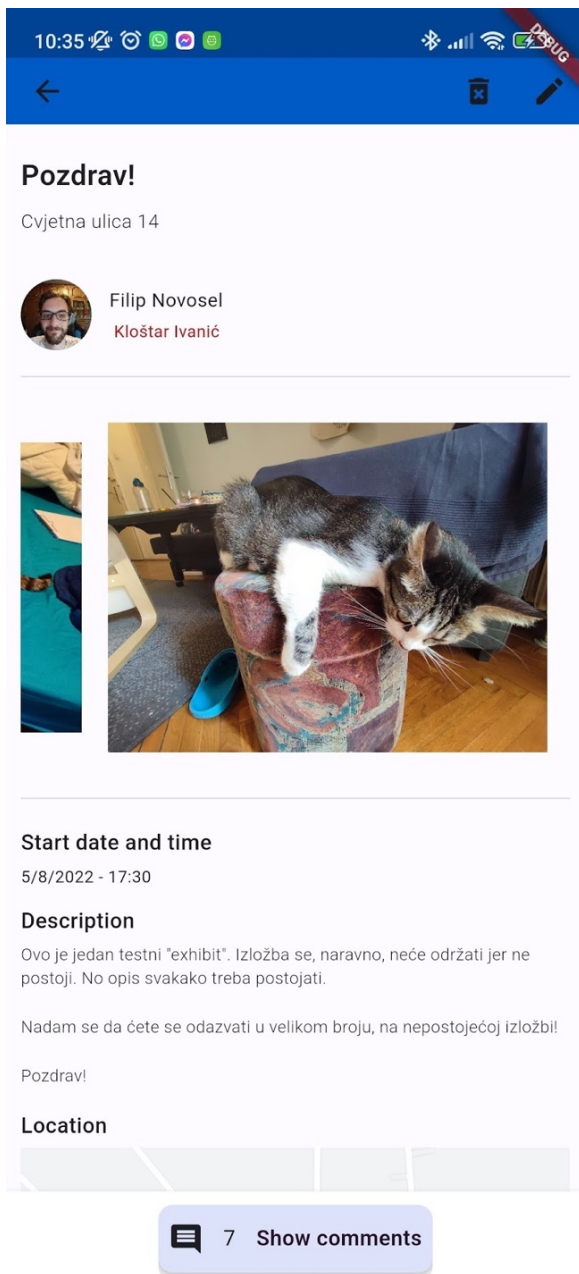 10:35
DEBUG
Pozdrav!
Cvjetna ulica 14
Filip Novosel
Kloštar Ivanić
Start date and time
5/8/2022 - 17:30
Description
Ovo je jedan testni "exhibit". Izložba se, naravno, neće održati jer ne
postoji. No opis svakako treba postojati.
Nadam se da ćete se odazvati u velikom broju, na nepostojećoj izložbi!
Pozdrav!
Location
7 Show comments